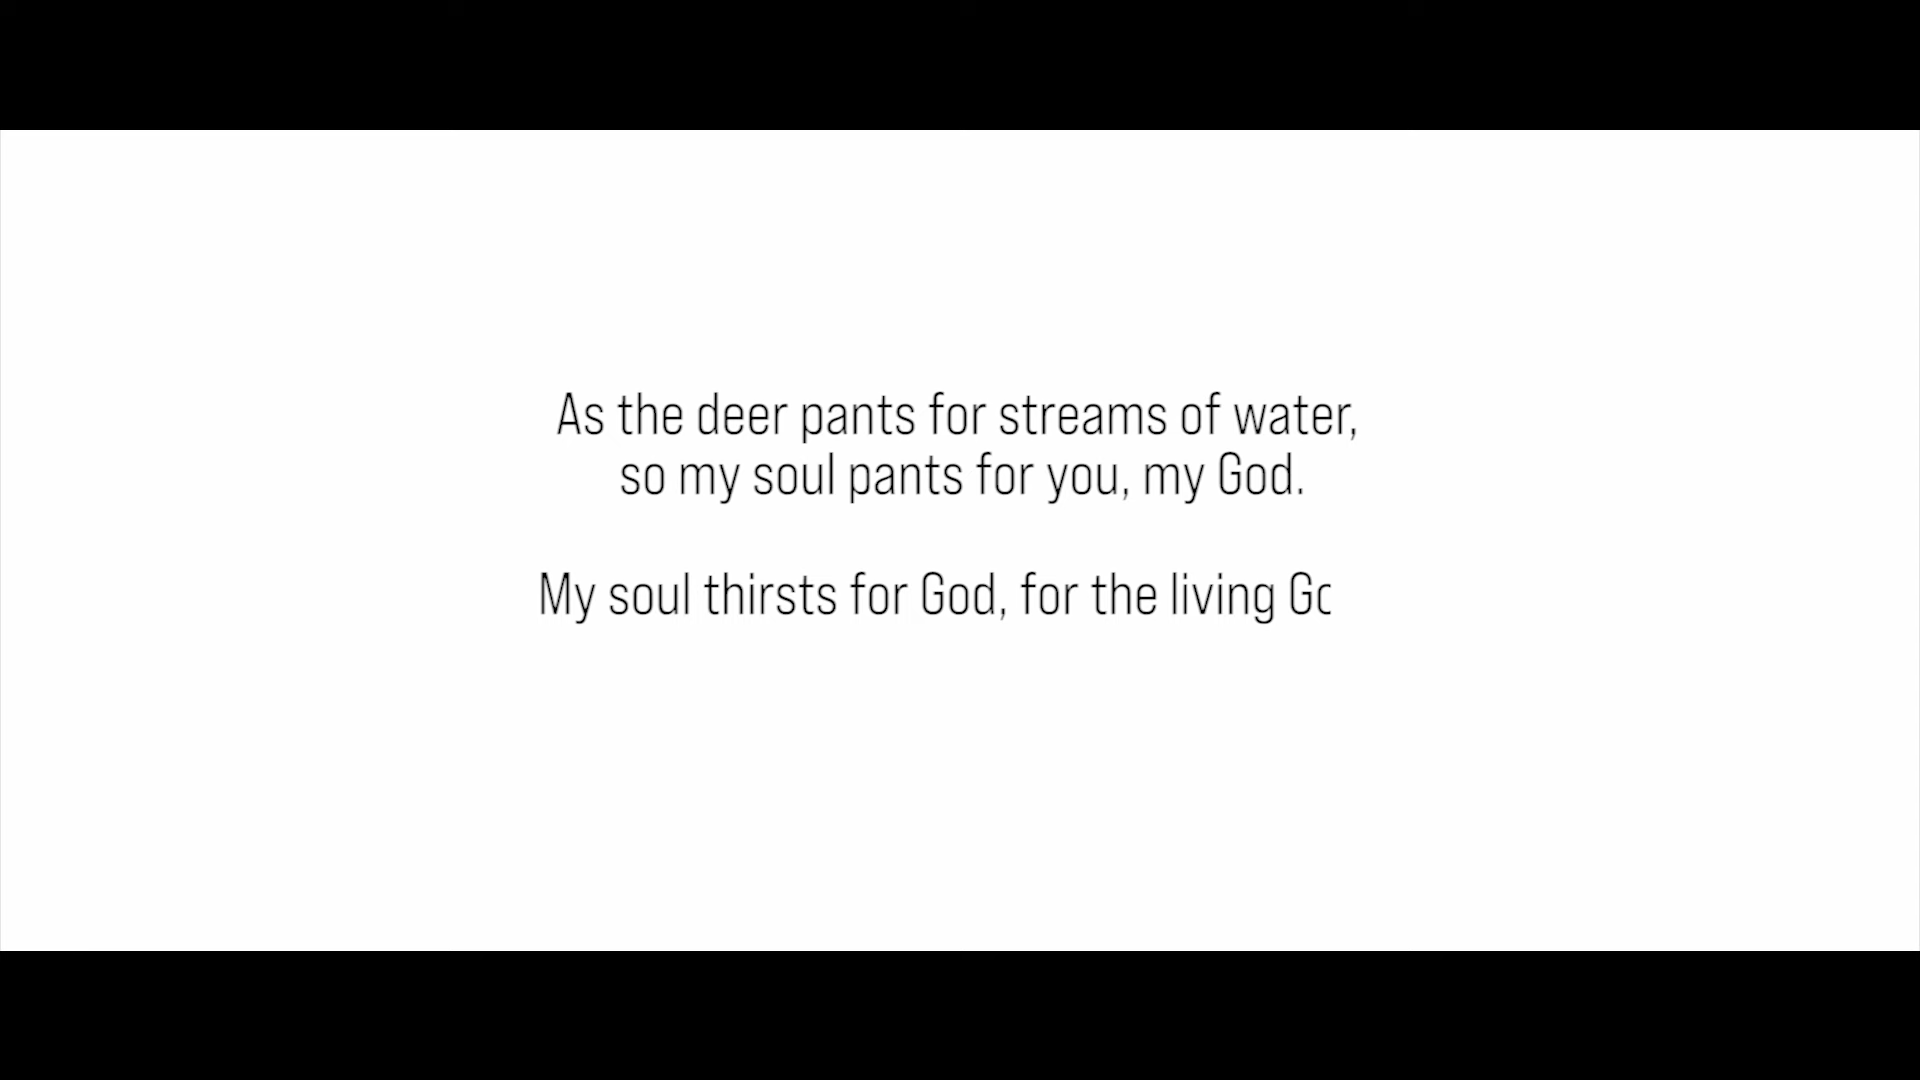 As the deer pants for streams of water,
so my soul pants for you, my God.
My soul thirsts for God, for the living Go